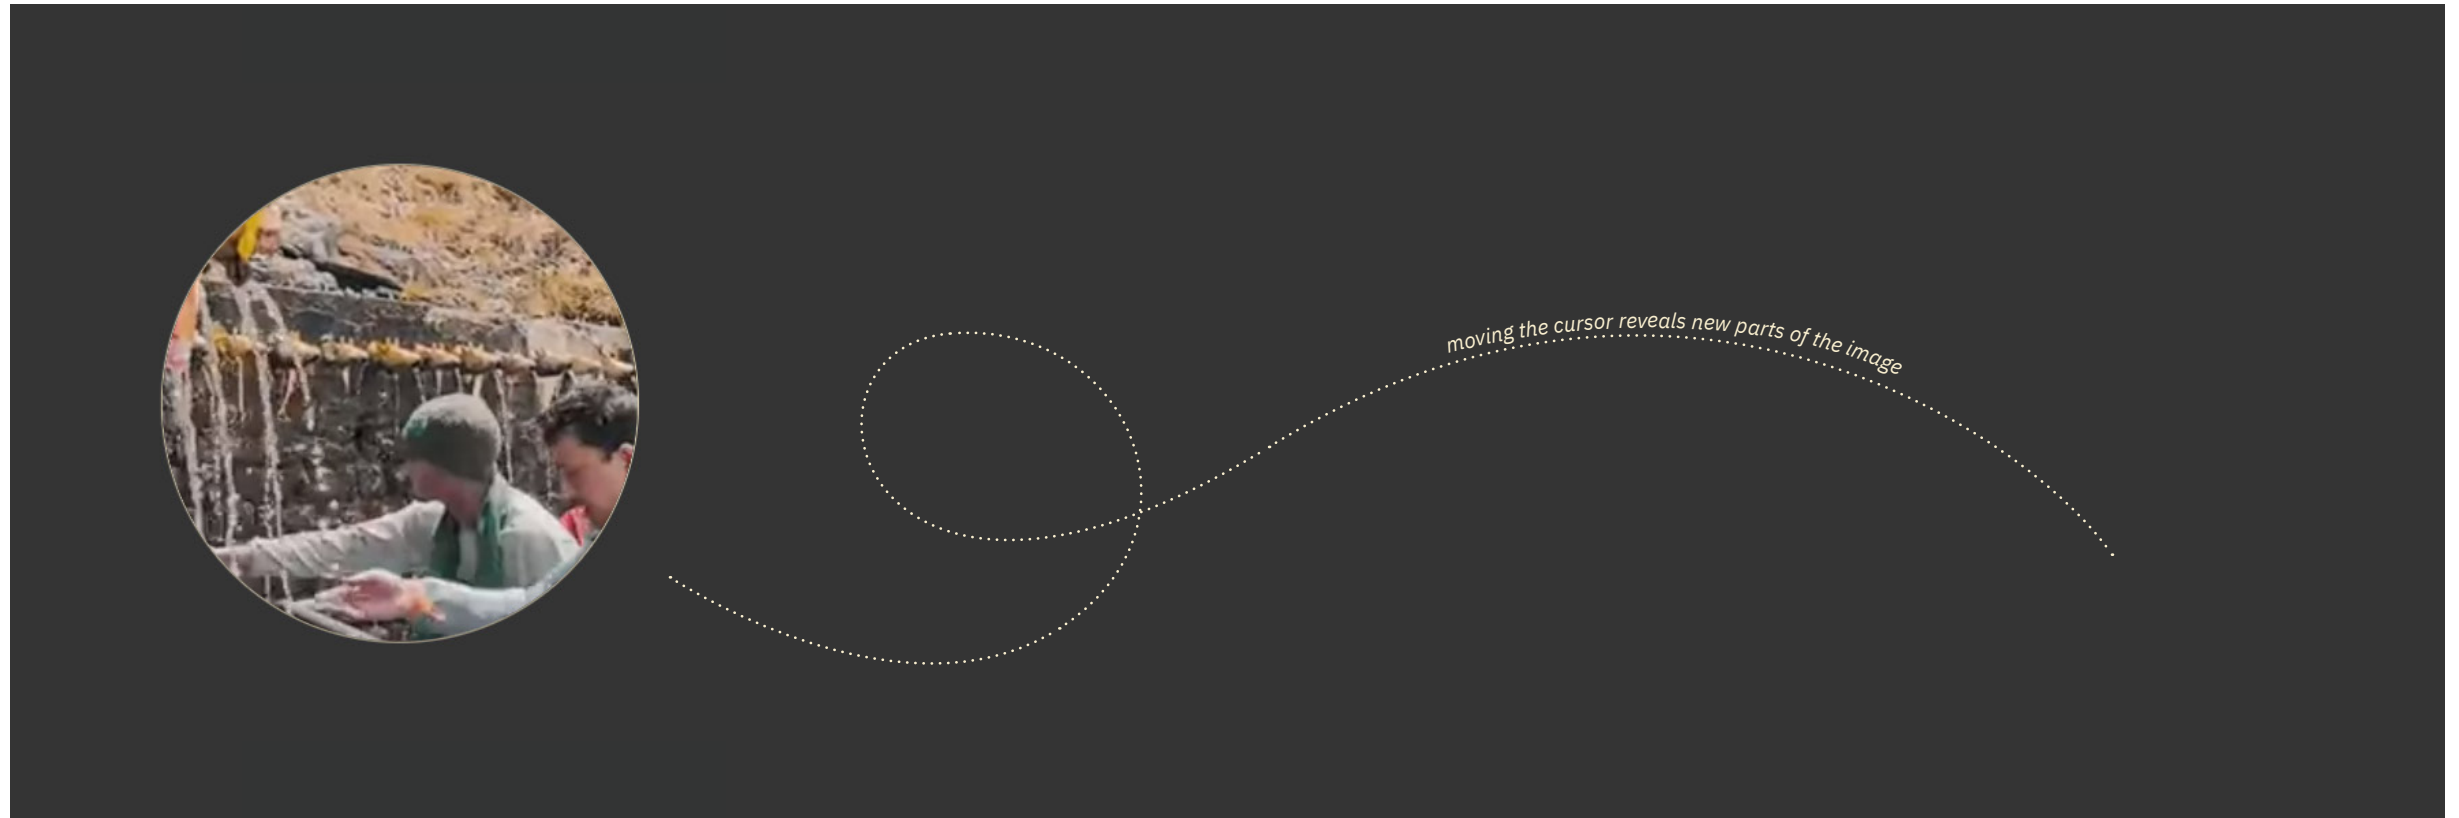 moving the cursor reveals new parts of the image